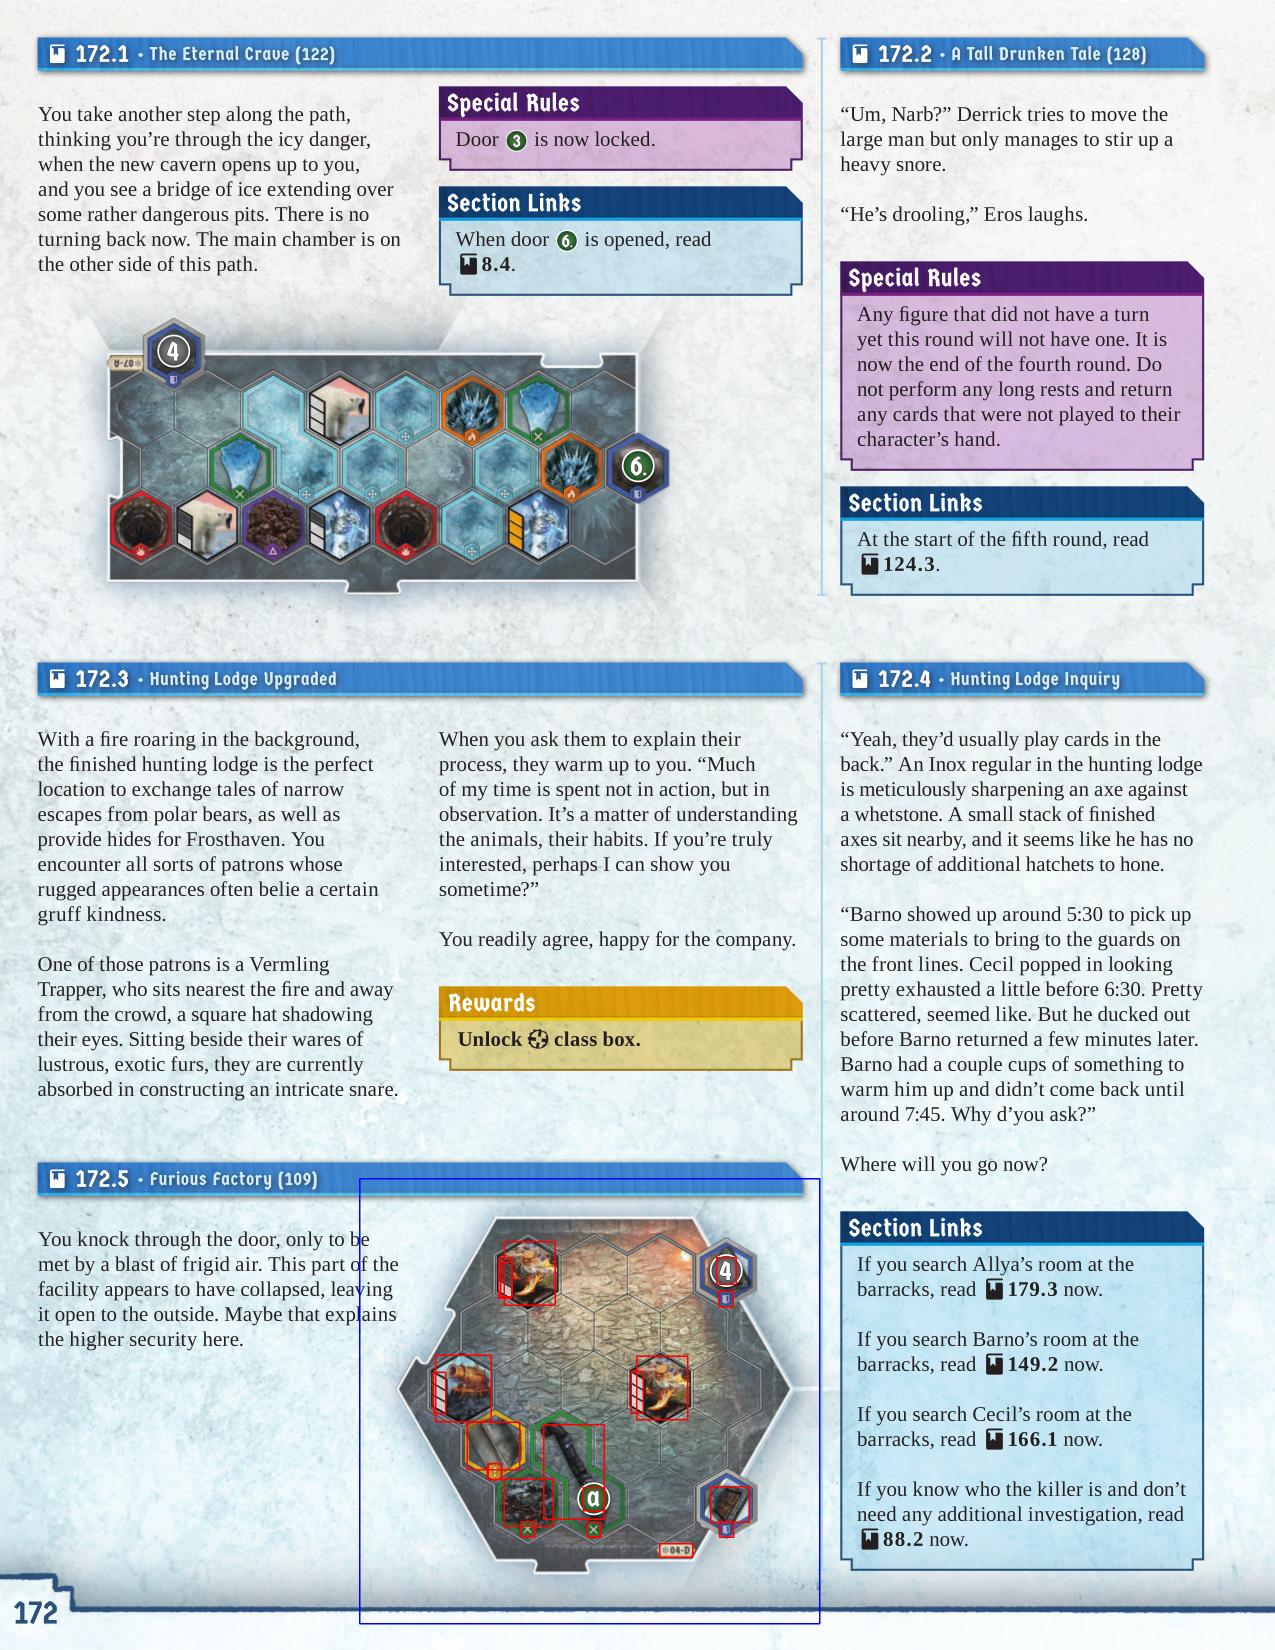 172.1 • The Eternal Crave (122)
You take another step along the path,
thinking you’re through the icy danger,
when the new cavern opens up to you,
and you see a bridge of ice extending over
some rather dangerous pits. There is no
turning back now. The main chamber is on
the other side of this path.
Special Rules
Door 3 is now locked.
Section Links
When door 6. is opened, read
8.4.
07-A
4
6.
172.2 • A Tall Drunken Tale (128)
“Um, Narb?” Derrick tries to move the
large man but only manages to stir up a
heavy snore.
“He’s drooling,” Eros laughs.
Special Rules
Any figure that did not have a turn
yet this round will not have one. It is
now the end of the fourth round. Do
not perform any long rests and return
any cards that were not played to their
character’s hand.
Section Links
At the start of the fifth round, read
124.3.
172.3 • Hunting Lodge Upgraded
With a fire roaring in the background,
the finished hunting lodge is the perfect
location to exchange tales of narrow
escapes from polar bears, as well as
provide hides for Frosthaven. You
encounter all sorts of patrons whose
rugged appearances often belie a certain
gruff kindness.
One of those patrons is a Vermling
Trapper, who sits nearest the fire and away
from the crowd, a square hat shadowing
their eyes. Sitting beside their wares of
lustrous, exotic furs, they are currently
absorbed in constructing an intricate snare.
When you ask them to explain their
process, they warm up to you. “Much
of my time is spent not in action, but in
observation. It’s a matter of understanding
the animals, their habits. If you’re truly
interested, perhaps I can show you
sometime?”
You readily agree, happy for the company.
Rewards
Unlock class box.
172.4 • Hunting Lodge Inquiry
“Yeah, they’d usually play cards in the
back.” An Inox regular in the hunting lodge
is meticulously sharpening an axe against
a whetstone. A small stack of finished
axes sit nearby, and it seems like he has no
shortage of additional hatchets to hone.
“Barno showed up around 5:30 to pick up
some materials to bring to the guards on
the front lines. Cecil popped in looking
pretty exhausted a little before 6:30. Pretty
scattered, seemed like. But he ducked out
before Barno returned a few minutes later.
Barno had a couple cups of something to
warm him up and didn’t come back until
around 7:45. Why d’you ask?”
Where will you go now?
Section Links
If you search Allya’s room at the
barracks, read 179.3 now.
If you search Barno’s room at the
barracks, read 149.2 now.
If you search Cecil’s room at the
barracks, read 166.1 now.
If you know who the killer is and don’t
need any additional investigation, read
88.2 now.
172.5 • Furious Factory (109)
You knock through the door, only to be
met by a blast of frigid air. This part of the
facility appears to have collapsed, leaving
it open to the outside. Maybe that explains
the higher security here.
4
a
04-D
172